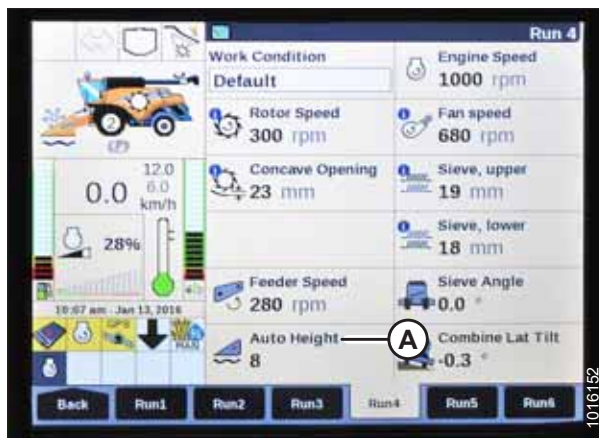 Run 4
Work Condition
Default
Engine Speed
1000 rpm
Rotor Speed
300 rpm
Fan speed
680 rpm
Concave Opening
23 mm
Sieve, upper
19 mm
Sieve, lower
18 mm
Feeder Speed
280 rpm
Sieve Angle
0.0 °
Auto Height
8
A
Combine Lat Tilt
-0.3 °
2
(P)
0.0
12.0
6.0
km/h
28%
10:07 am - Jan 13, 2016
GPS
MAN
Back
Run1
Run2
Run3
Run4
Run5
Run6
1016152